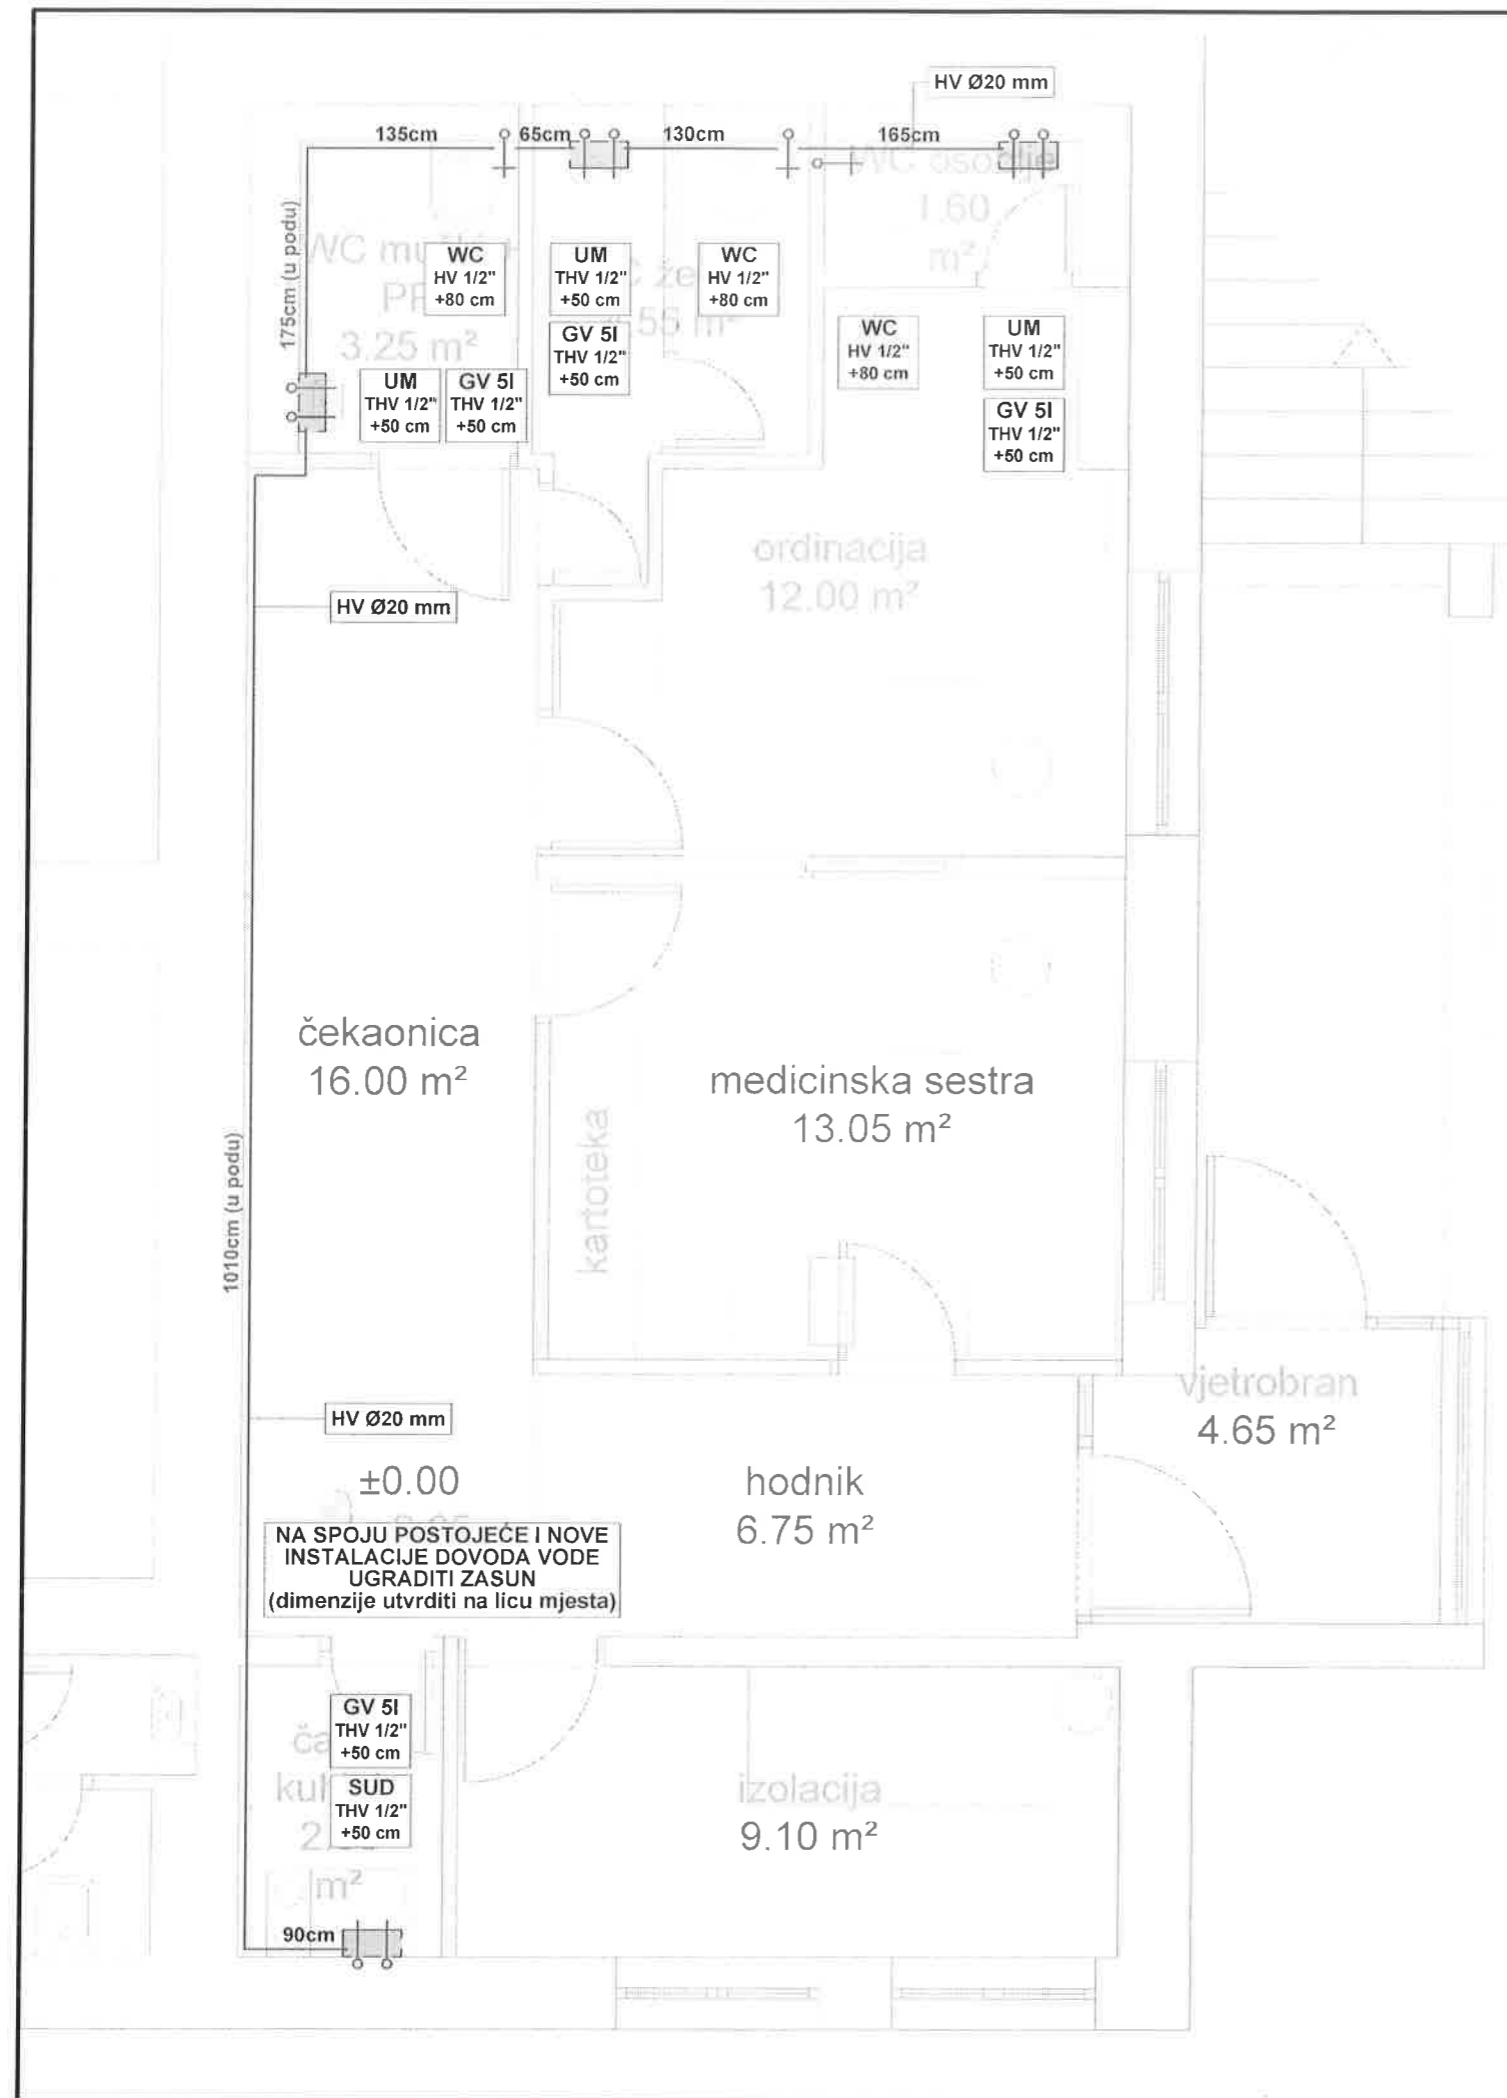 HV Ø20 mm
135cm
65cm
130cm
165cm
WC osoblje
1.60
m²
175cm (u podu)
WC
3.25 m²
WC
HV 1/2"
+80 cm
UM
THV 1/2"
+50 cm
GV 5l
THV 1/2"
+50 cm
WC
HV 1/2"
+80 cm
UM
THV 1/2"
+50 cm
GV 5l
THV 1/2"
+50 cm
WC
HV 1/2"
+80 cm
UM
THV 1/2"
+50 cm
GV 5l
THV 1/2"
+50 cm
ordinacija
12.00 m²
HV Ø20 mm
čekaonica
16.00 m²
medicinska sestra
13.05 m²
kartoteka
1010cm (u podu)
vjetrobran
4.65 m²
HV Ø20 mm
±0.00
hodnik
6.75 m²
NA SPOJU POSTOJEĆE I NOVE
INSTALACIJE DOVODA VODE
UGRADITI ZASUN
(dimenzije utvrditi na licu mjesta)
GV 5l
THV 1/2"
+50 cm
SUD
THV 1/2"
+50 cm
m²
izolacija
9.10 m²
90cm